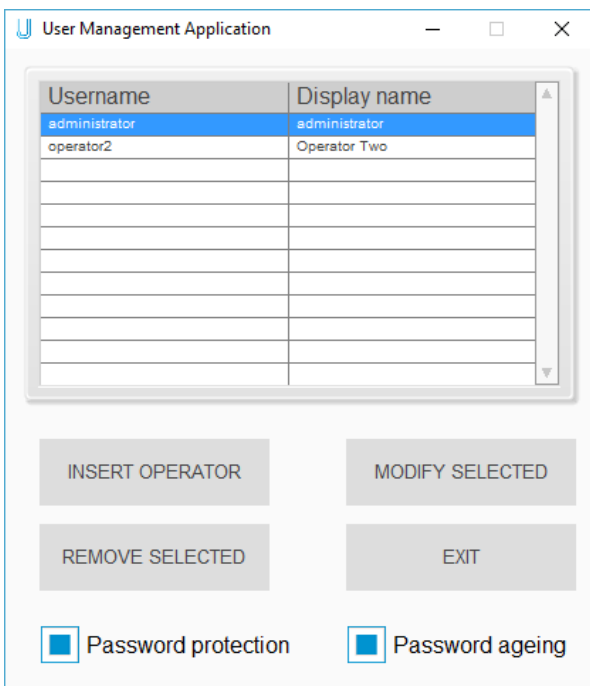 User Management Application
Username Display name
administrator administrator
operator2 Operator Two
INSERT OPERATOR MODIFY SELECTED
REMOVE SELECTED EXIT
Password protection Password ageing